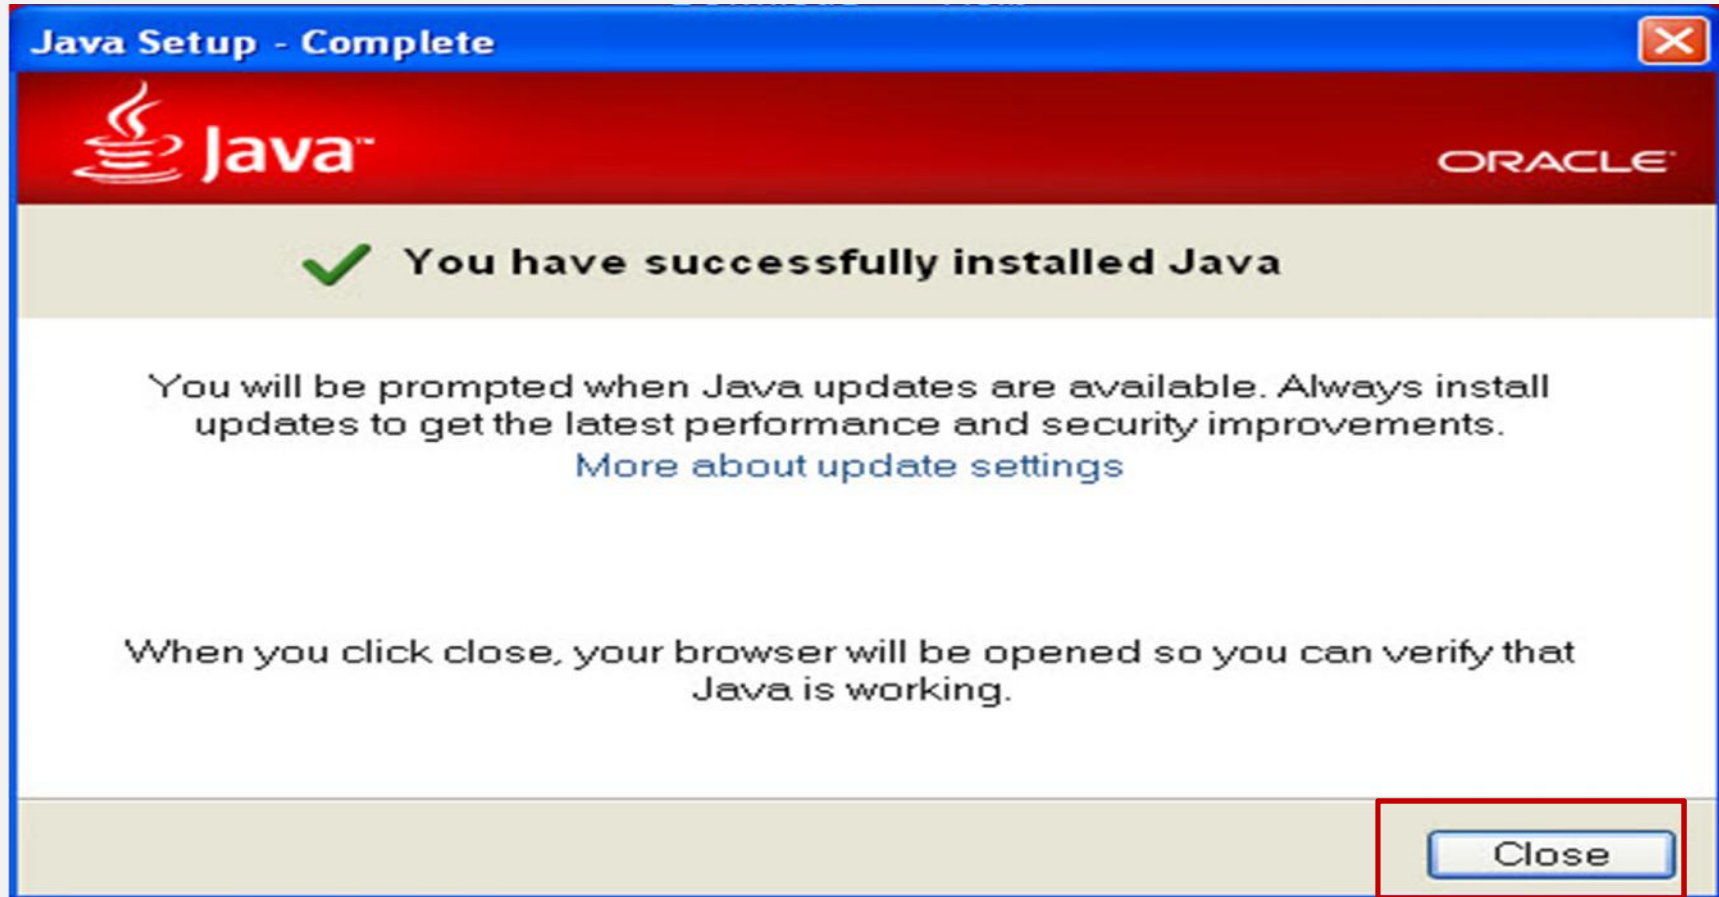 Java Setup - Complete
Java™
ORACLE
You have successfully installed Java
You will be prompted when Java updates are available. Always install
updates to get the latest performance and security improvements.
More about update settings
When you click close, your browser will be opened so you can verify that
Java is working.
Close